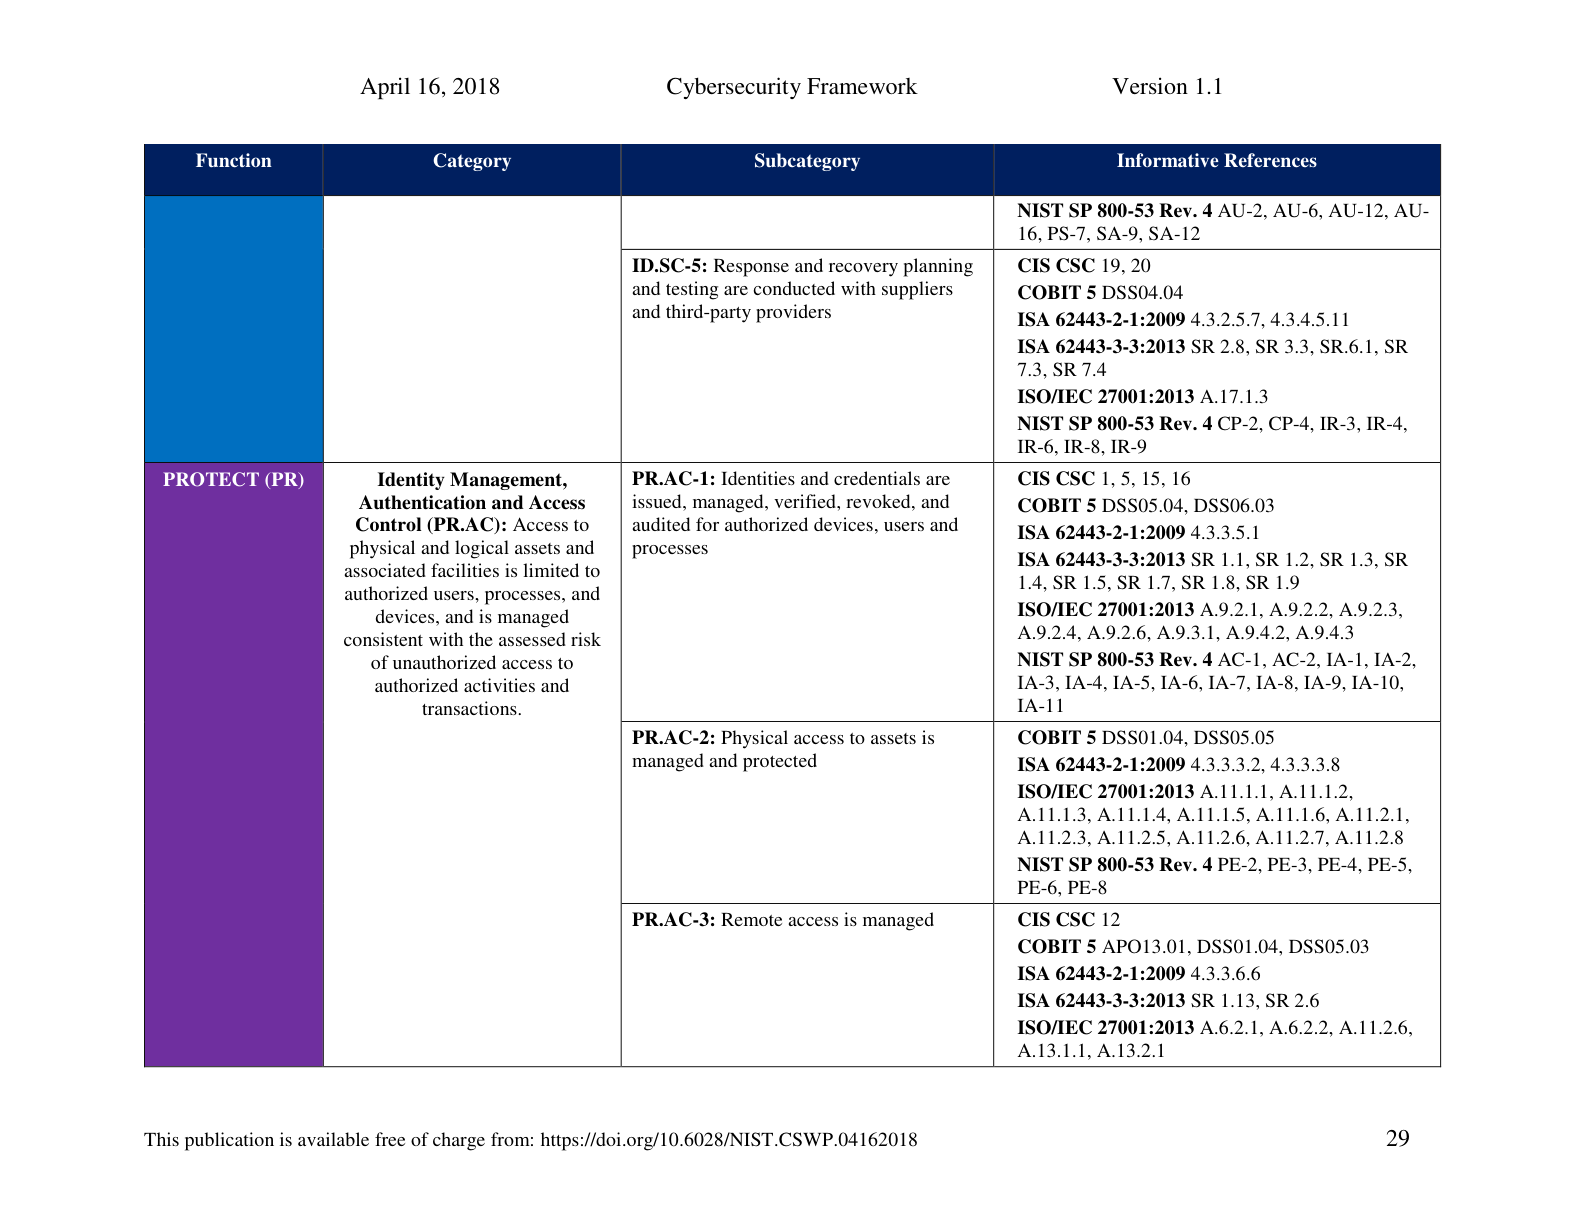 April 16, 2018 Cybersecurity Framework Version 1.1
Function Category Subcategory Informative References
NIST SP 800-53 Rev. 4 AU-2, AU-6, AU-12, AU-
16, PS-7, SA-9, SA-12
ID.SC-5: Response and recovery planning
and testing are conducted with suppliers
and third-party providers
CIS CSC 19, 20
COBIT 5 DSS04.04
ISA 62443-2-1:2009 4.3.2.5.7, 4.3.4.5.11
ISA 62443-3-3:2013 SR 2.8, SR 3.3, SR.6.1, SR
7.3, SR 7.4
ISO/IEC 27001:2013 A.17.1.3
NIST SP 800-53 Rev. 4 CP-2, CP-4, IR-3, IR-4,
IR-6, IR-8, IR-9
PROTECT (PR)
Identity Management,
Authentication and Access
Control (PR.AC): Access to
physical and logical assets and
associated facilities is limited to
authorized users, processes, and
devices, and is managed
consistent with the assessed risk
of unauthorized access to
authorized activities and
transactions.
PR.AC-1: Identities and credentials are
issued, managed, verified, revoked, and
audited for authorized devices, users and
processes
CIS CSC 1, 5, 15, 16
COBIT 5 DSS05.04, DSS06.03
ISA 62443-2-1:2009 4.3.3.5.1
ISA 62443-3-3:2013 SR 1.1, SR 1.2, SR 1.3, SR
1.4, SR 1.5, SR 1.7, SR 1.8, SR 1.9
ISO/IEC 27001:2013 A.9.2.1, A.9.2.2, A.9.2.3,
A.9.2.4, A.9.2.6, A.9.3.1, A.9.4.2, A.9.4.3
NIST SP 800-53 Rev. 4 AC-1, AC-2, IA-1, IA-2,
IA-3, IA-4, IA-5, IA-6, IA-7, IA-8, IA-9, IA-10,
IA-11
PR.AC-2: Physical access to assets is
managed and protected
COBIT 5 DSS01.04, DSS05.05
ISA 62443-2-1:2009 4.3.3.3.2, 4.3.3.3.8
ISO/IEC 27001:2013 A.11.1.1, A.11.1.2,
A.11.1.3, A.11.1.4, A.11.1.5, A.11.1.6, A.11.2.1,
A.11.2.3, A.11.2.5, A.11.2.6, A.11.2.7, A.11.2.8
NIST SP 800-53 Rev. 4 PE-2, PE-3, PE-4, PE-5,
PE-6, PE-8
PR.AC-3: Remote access is managed
CIS CSC 12
COBIT 5 APO13.01, DSS01.04, DSS05.03
ISA 62443-2-1:2009 4.3.3.6.6
ISA 62443-3-3:2013 SR 1.13, SR 2.6
ISO/IEC 27001:2013 A.6.2.1, A.6.2.2, A.11.2.6,
A.13.1.1, A.13.2.1
This publication is available free of charge from: https://doi.org/10.6028/NIST.CSWP.04162018 29